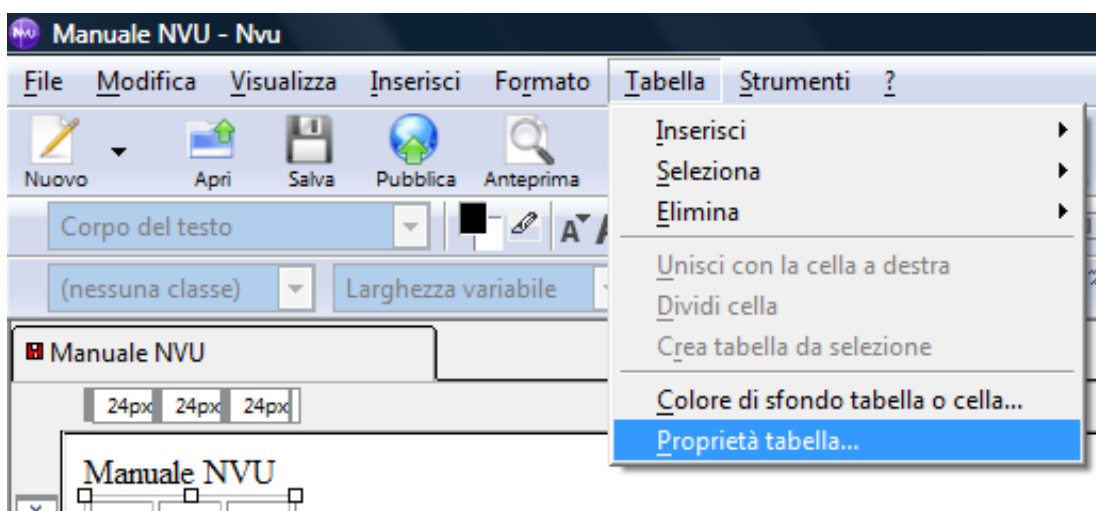 Manuale NVU - Nvu
File Modifica Visualizza Inserisci Formato Tabella Strumenti ?
Nuovo Apri Salva Pubblica Anteprima
Corpo del testo
(nessuna classe) Larghezza variabile
Inserisci
Seleziona
Elimina
Unisci con la cella a destra
Dividi cella
Crea tabella da selezione
Colore di sfondo tabella o cella...
Proprietà tabella...
Manuale NVU
24px 24px 24px
Manuale NVU